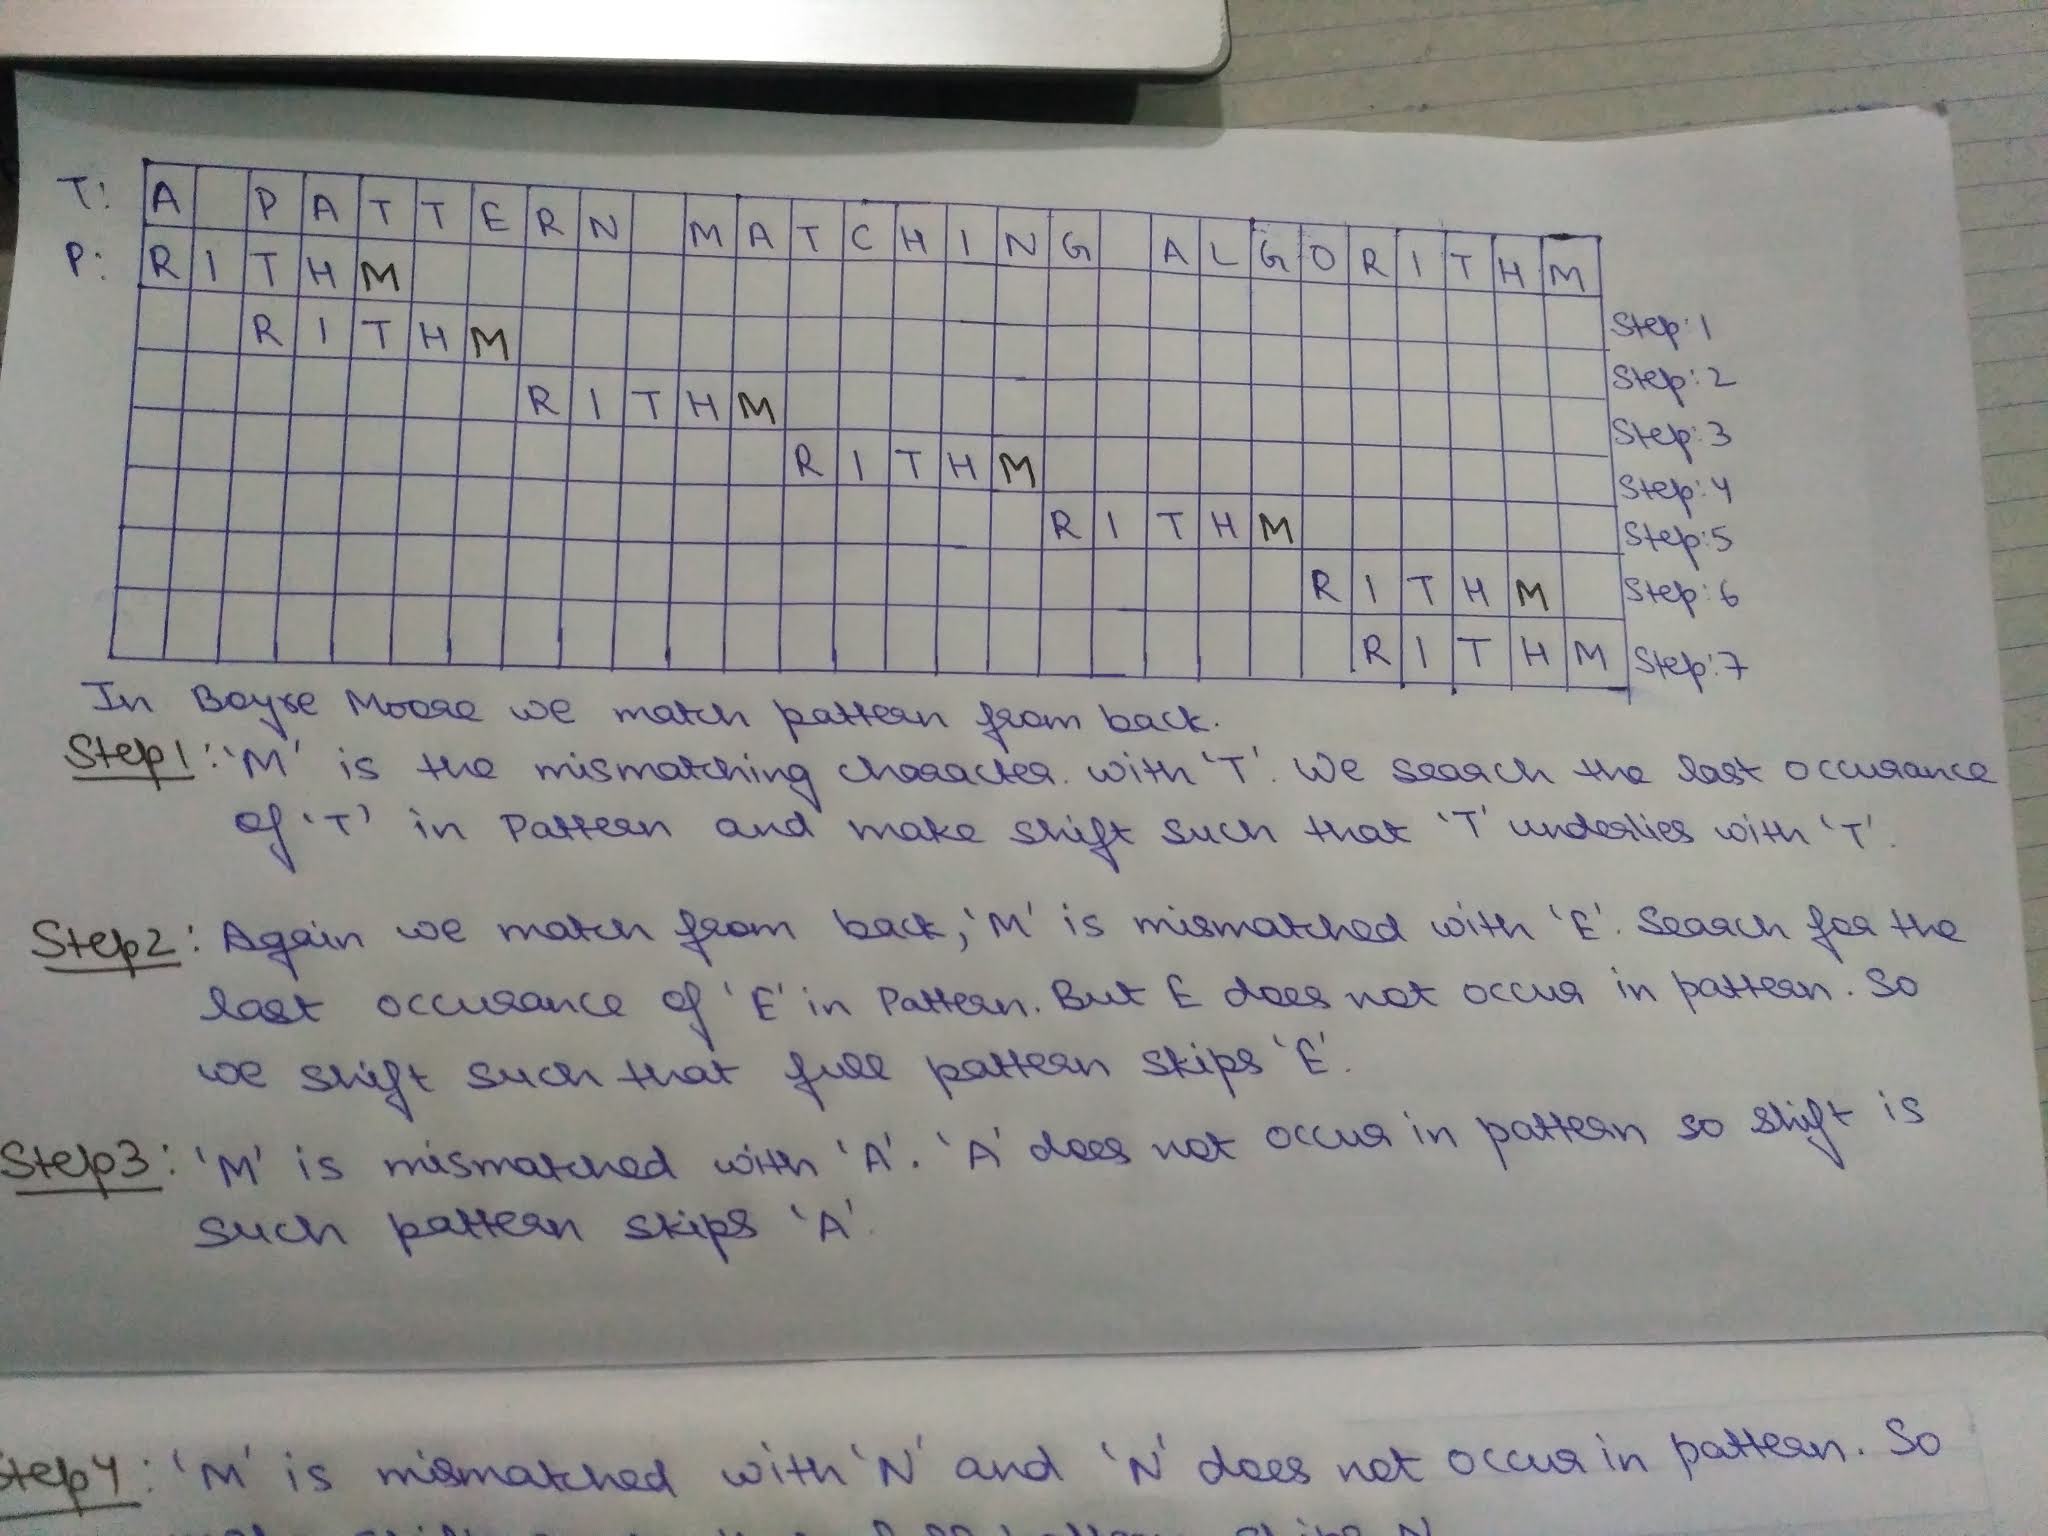 T: A P A T T E R N M A T C H I N G A L G O R I T H M
P: R I T H M
R I T H M Step:1
R I T H M Step:2
R I T H M Step:3
R I T H M Step:4
R I T H M Step:5
R I T H M Step:6
Step:7
In Boyre Moore we match pattern from back.
Step1: 'M' is the mismatching character. with 'T'. We search the last occurance
of 'T' in Pattern and make shift such that 'T' underlies with 'T'.
Step2: Again we match from back, 'M' is mismatched with 'E'. Search for the
last occurance of 'E' in Pattern. But E does not occur in pattern. So
we shift such that full pattern skips 'E'.
Step3: 'M' is mismatched with 'A'. 'A' does not occur in pattern so shift is
such pattern skips 'A'.
Step4: 'M' is mismatched with 'N' and 'N' does not occur in pattern. So
skips N